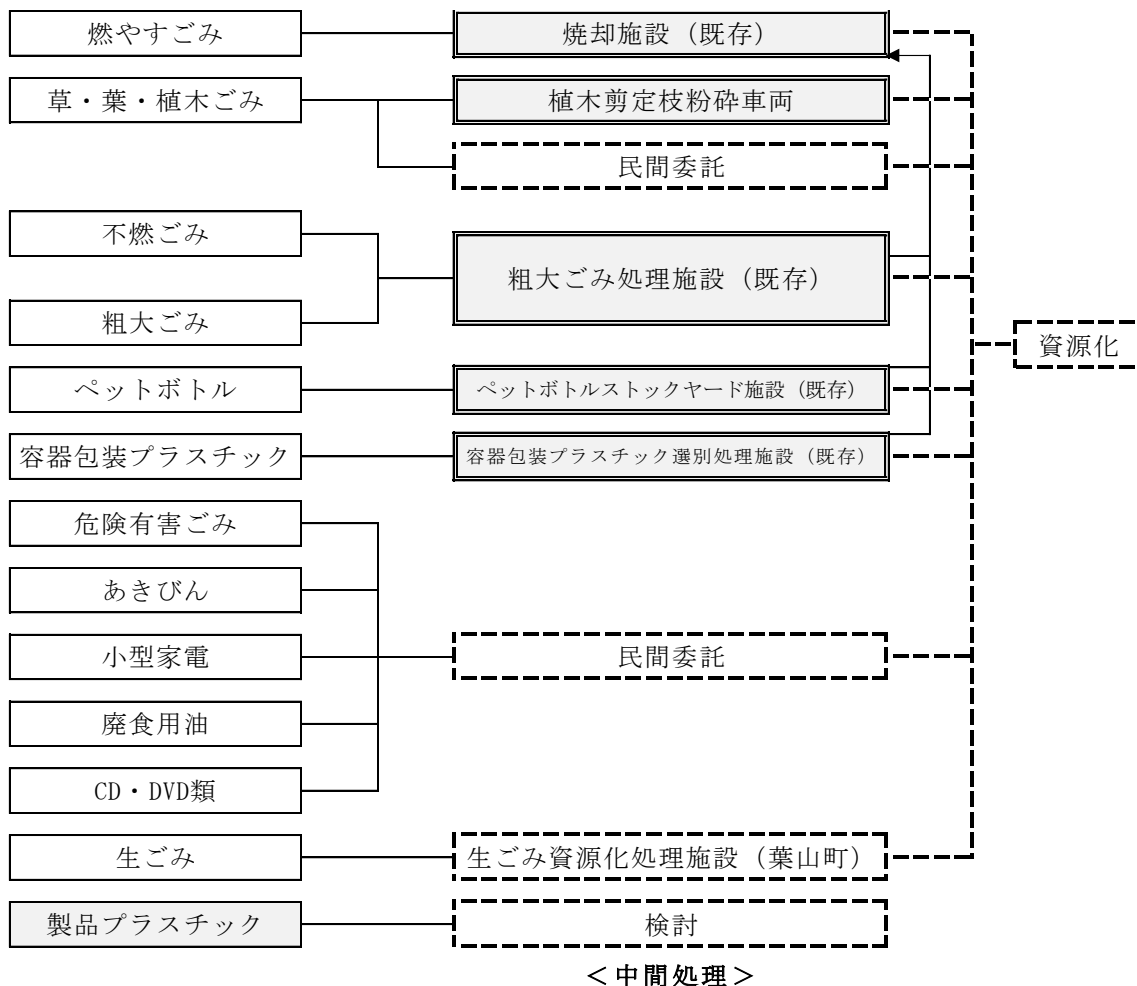 燃やすごみ
焼却施設（既存）
草・葉・植木ごみ
植木剪定枝粉砕車両
民間委託
不燃ごみ
粗大ごみ処理施設（既存）
粗大ごみ
資源化
ペットボトル
ペットボトルストックヤード施設（既存）
容器包装プラスチック
容器包装プラスチック選別処理施設（既存）
危険有害ごみ
あきびん
小型家電
民間委託
廃食用油
CD・DVD類
生ごみ
生ごみ資源化処理施設（葉山町）
製品プラスチック
検討
＜中間処理＞